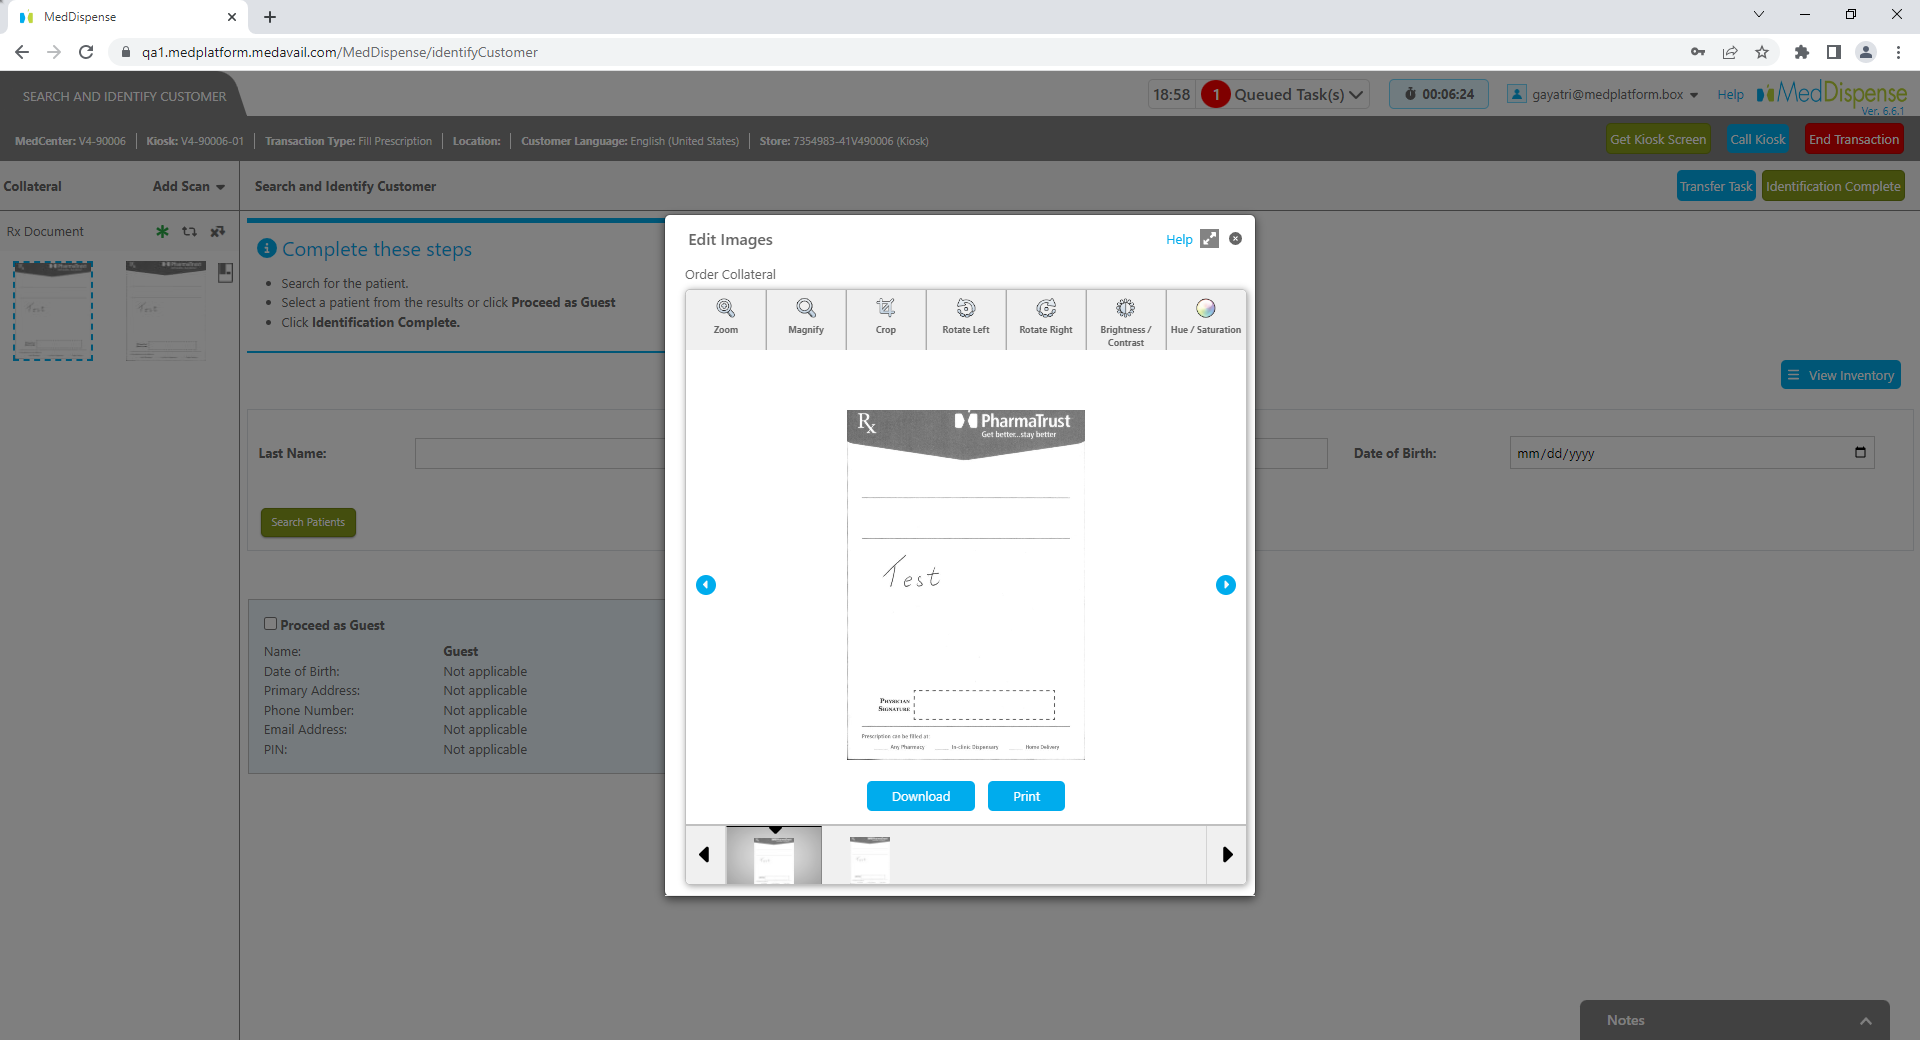 MedDispense
qa1.medplatform.medavail.com/MedDispense/identifyCustomer
SEARCH AND IDENTIFY CUSTOMER
18:58
1
Queued Task(s)
00:06:24
gayatri@medplatform.box
Help
MedDispense
Ver. 6.6.1
MedCenter: V4-90006
Kiosk: V4-90006-01
Transaction Type: Fill Prescription
Location:
Customer Language: English (United States)
Store: 7354983-41V490006 (Kiosk)
Get Kiosk Screen
Call Kiosk
End Transaction
Collateral
Add Scan
Search and Identify Customer
Transfer Task
Identification Complete
Rx Document
Complete these steps
Search for the patient.
Select a patient from the results or click Proceed as Guest
Click Identification Complete.
View Inventory
Last Name:
Date of Birth:
mm/dd/yyyy
Search Patients
Proceed as Guest
Name: Guest
Date of Birth: Not applicable
Primary Address: Not applicable
Phone Number: Not applicable
Email Address: Not applicable
PIN: Not applicable
Edit Images
Help
Order Collateral
Zoom
Magnify
Crop
Rotate Left
Rotate Right
Brightness /
Contrast
Hue / Saturation
Rx
PharmaTrust
Get better...stay better
Test
Physician
Signature
Prescription can be filled at:
Any Pharmacy
In-clinic Dispensary
Home Delivery
Download
Print
Notes